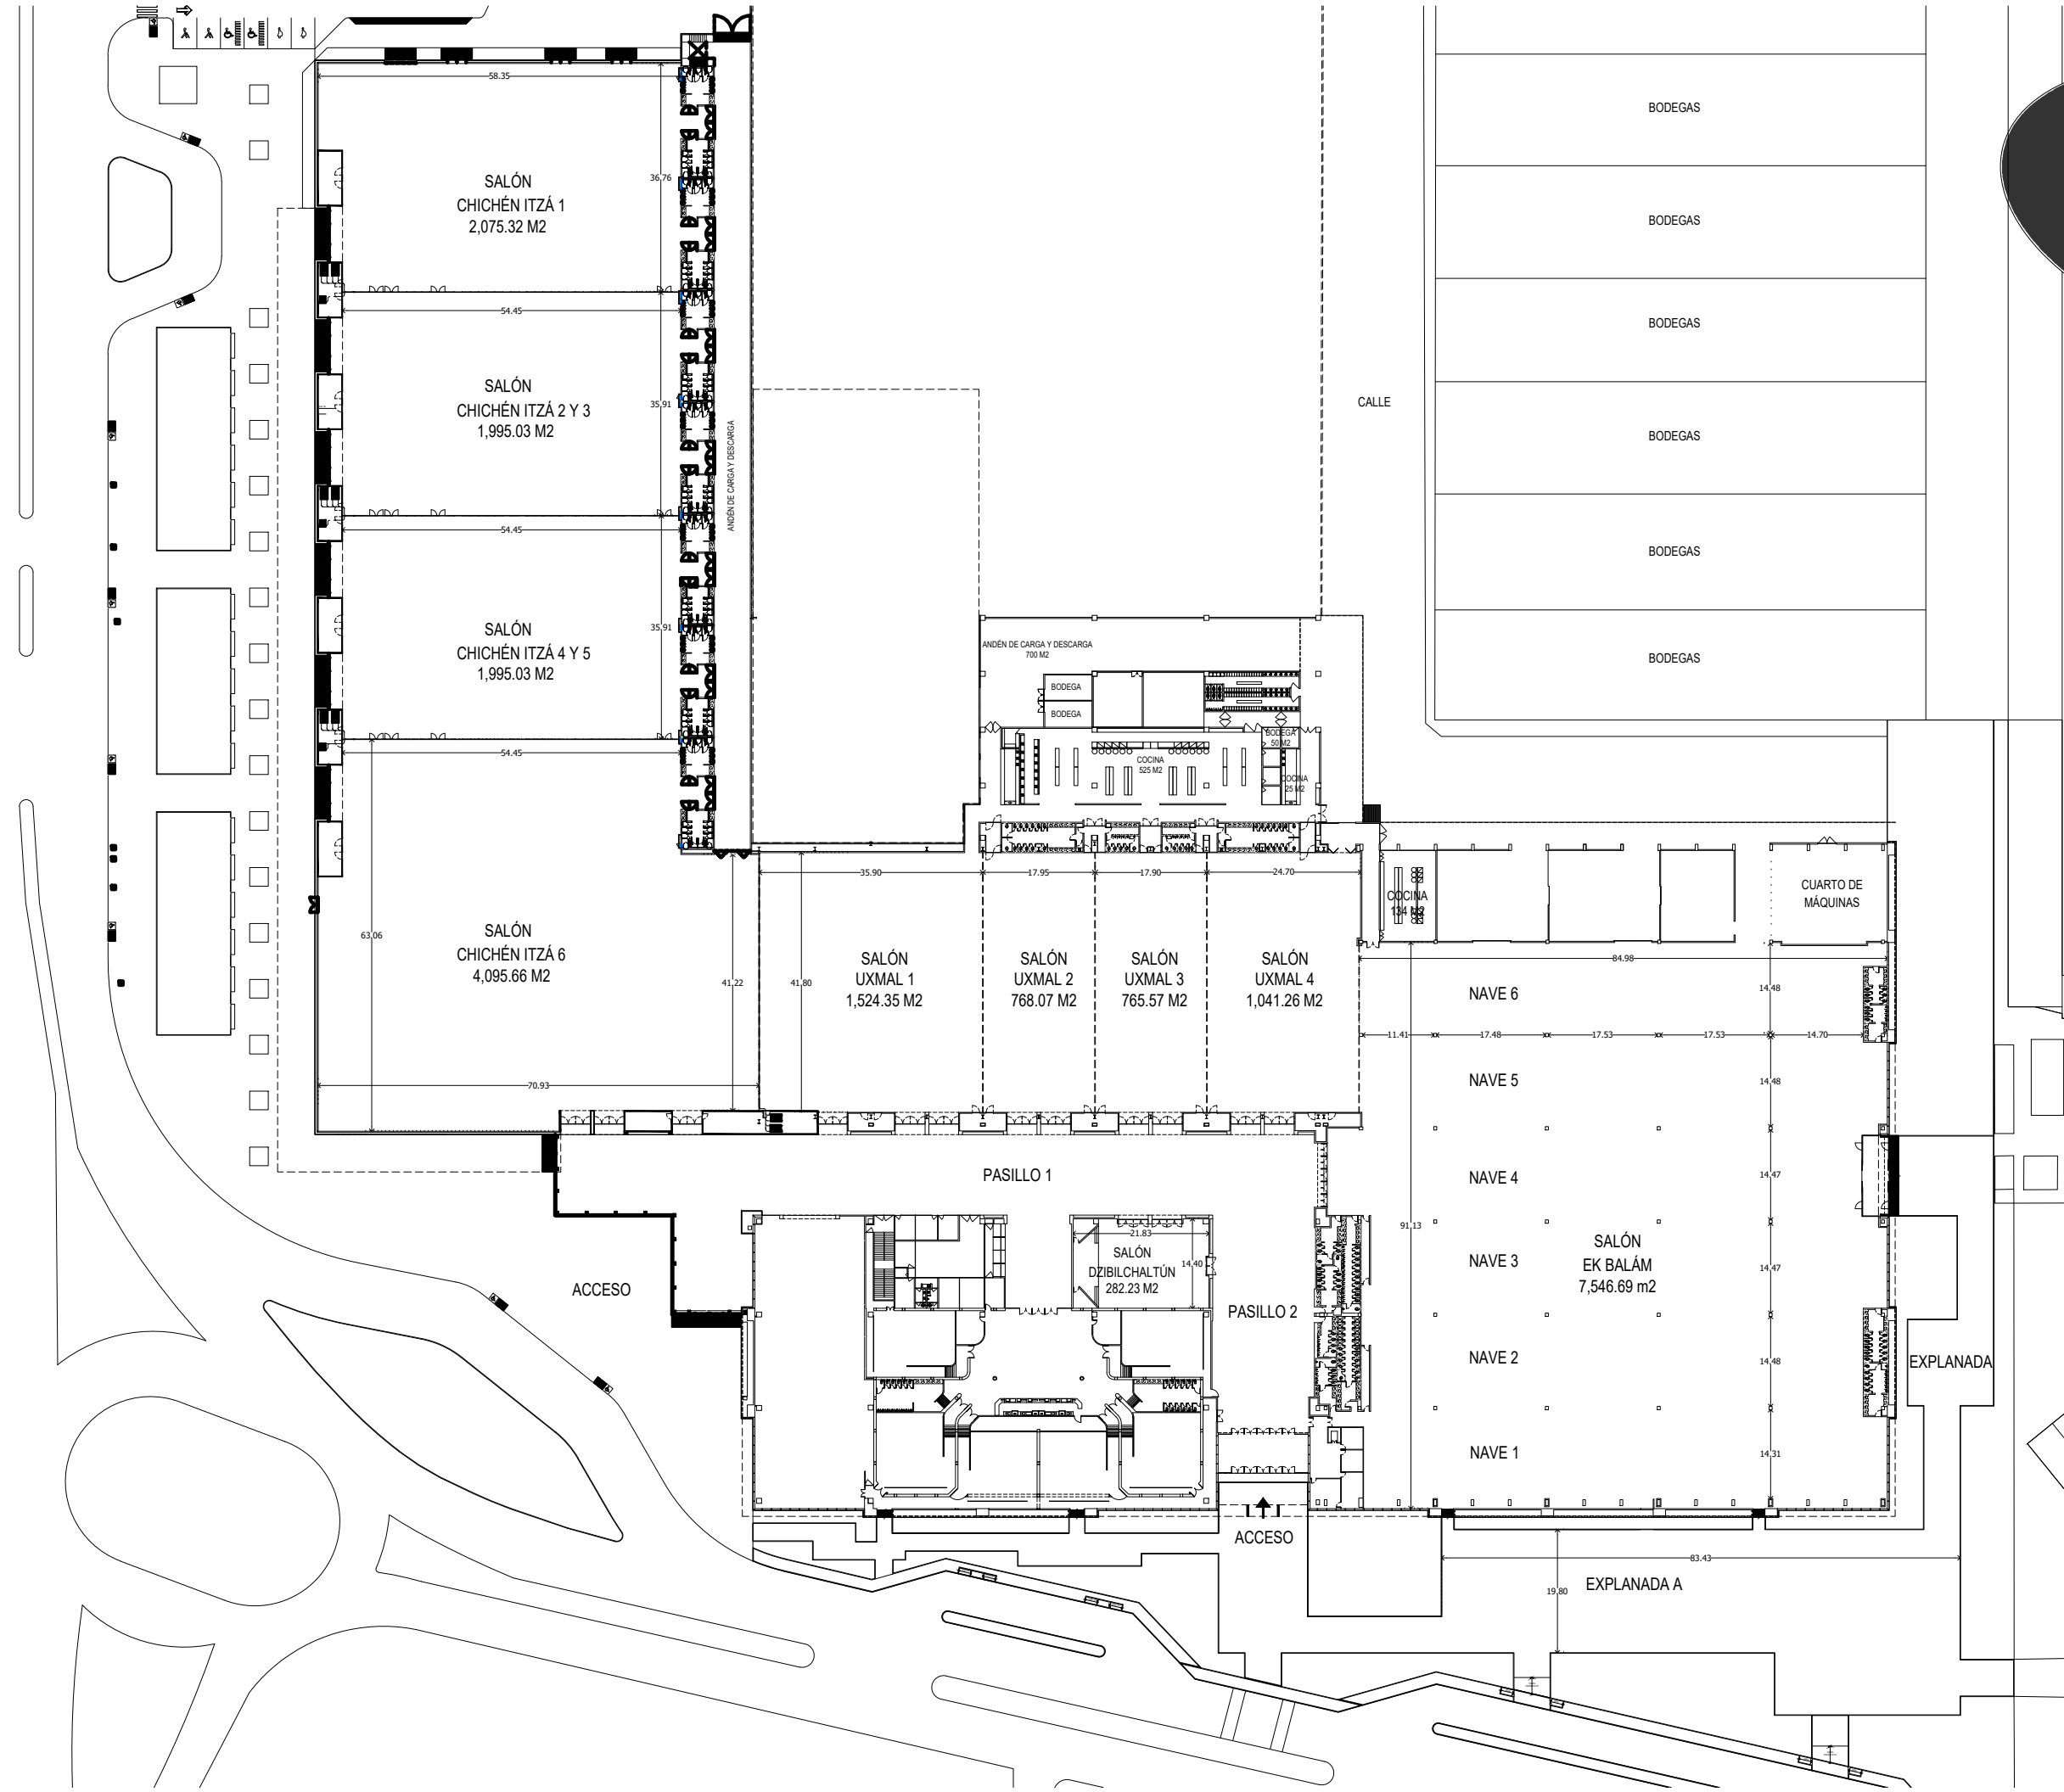 58.35
BODEGAS
SALÓN
CHICHÉN ITZÁ 1
2,075.32 M2
36.76
BODEGAS
54.45
BODEGAS
SALÓN
CHICHÉN ITZÁ 2 Y 3
1,995.03 M2
35.91
CALLE
BODEGAS
ANDÉN DE CARGA Y DESCARGA
54.45
BODEGAS
SALÓN
CHICHÉN ITZÁ 4 Y 5
1,995.03 M2
35.91
ANDÉN DE CARGA Y DESCARGA
700 M2
BODEGAS
BODEGA
BODEGA
BODEGA
50 M2
54.45
COCINA
525 M2
COCINA
25 M2
35.90
17.95
17.90
24.70
COCINA
134 M2
CUARTO DE
MÁQUINAS
SALÓN
CHICHÉN ITZÁ 6
4,095.66 M2
63.06
41.22
41.80
SALÓN
UXMAL 1
1,524.35 M2
SALÓN
UXMAL 2
768.07 M2
SALÓN
UXMAL 3
765.57 M2
SALÓN
UXMAL 4
1,041.26 M2
84.98
NAVE 6
14.48
11.41
17.48
17.53
17.53
14.70
70.93
NAVE 5
14.48
PASILLO 1
NAVE 4
14.47
91.13
21.83
SALÓN
DZIBILCHALTÚN
282.23 M2
14.40
NAVE 3
SALÓN
EK BALÁM
7,546.69 m2
14.47
ACCESO
PASILLO 2
NAVE 2
14.48
EXPLANADA
NAVE 1
14.31
ACCESO
83.43
EXPLANADA A
19.80